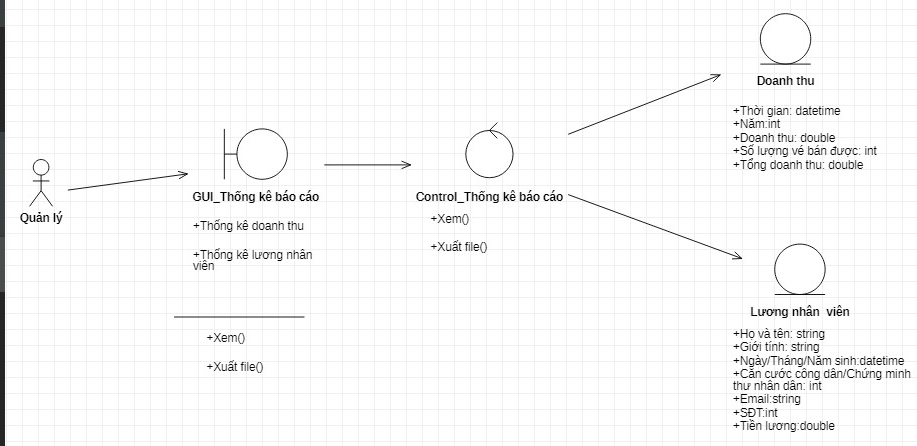 Quản lý
GUI_Thống kê báo cáo
+Thống kê doanh thu
+Thống kê lương nhân
viên
+Xem()
+Xuất file()
Control_Thống kê báo cáo
+Xem()
+Xuất file()
Doanh thu
+Thời gian: datetime
+Năm:int
+Doanh thu: double
+Số lượng vé bán được: int
+Tổng doanh thu: double
Lương nhân viên
+Họ và tên: string
+Giới tính: string
+Ngày/Tháng/Năm sinh:datetime
+Căn cước công dân/Chứng minh
thư nhân dân: int
+Email:string
+SĐT:int
+Tiền lương:double